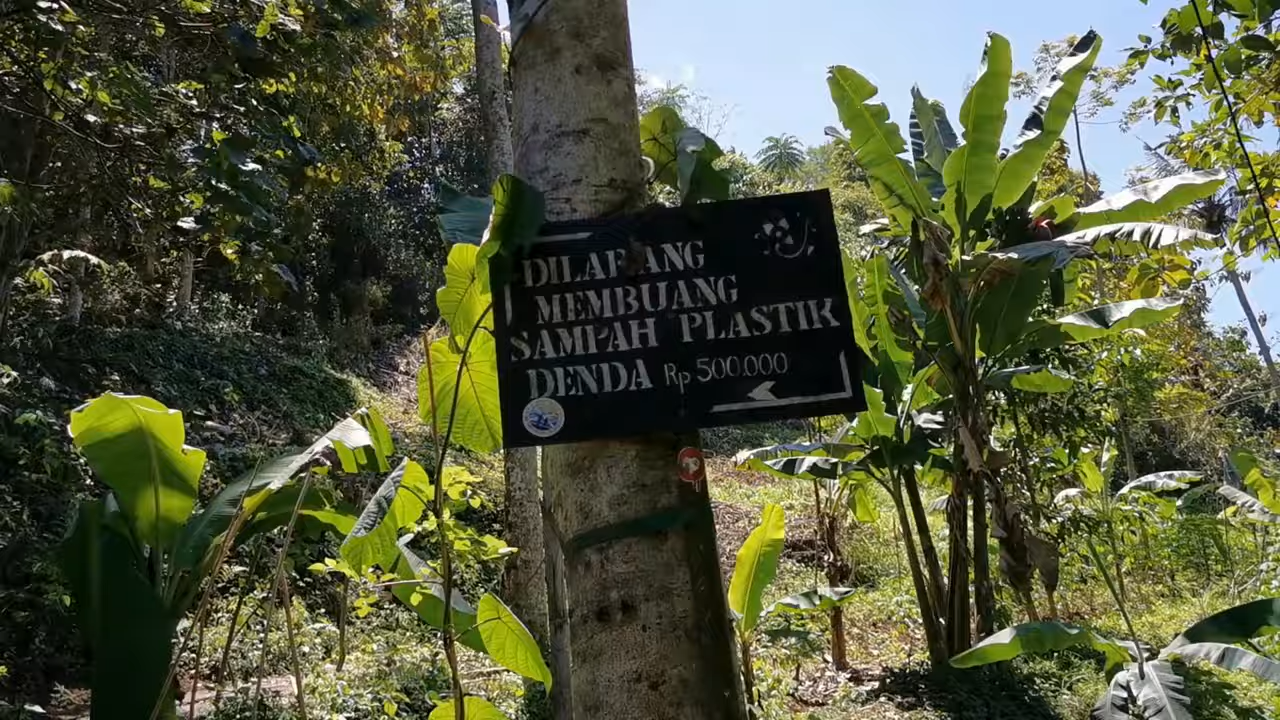 DILARANG
MEMBUANG
SAMPAH PLASTIK
DENDA Rp 500.000